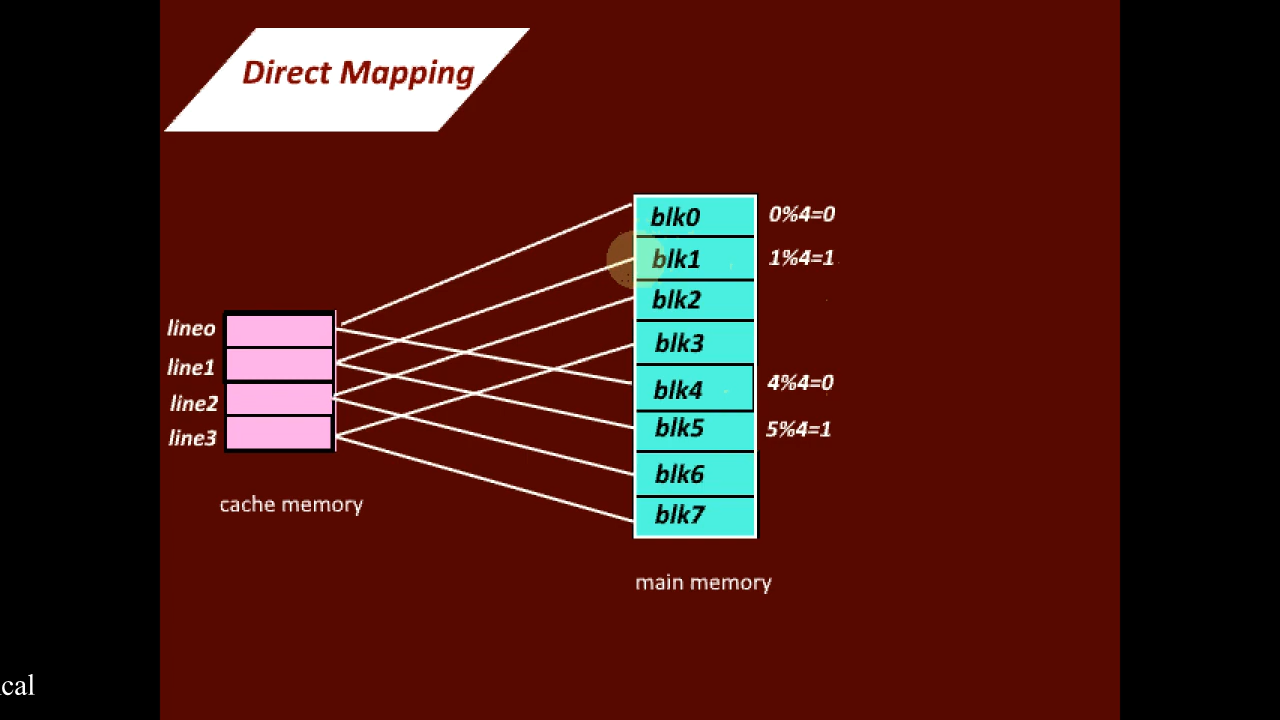 Direct Mapping
blk0 0%4=0
blk1 1%4=1
blk2
lineo
blk3
line1
blk4 4%4=0
line2
blk5 5%4=1
line3
blk6
cache memory
blk7
main memory
cal